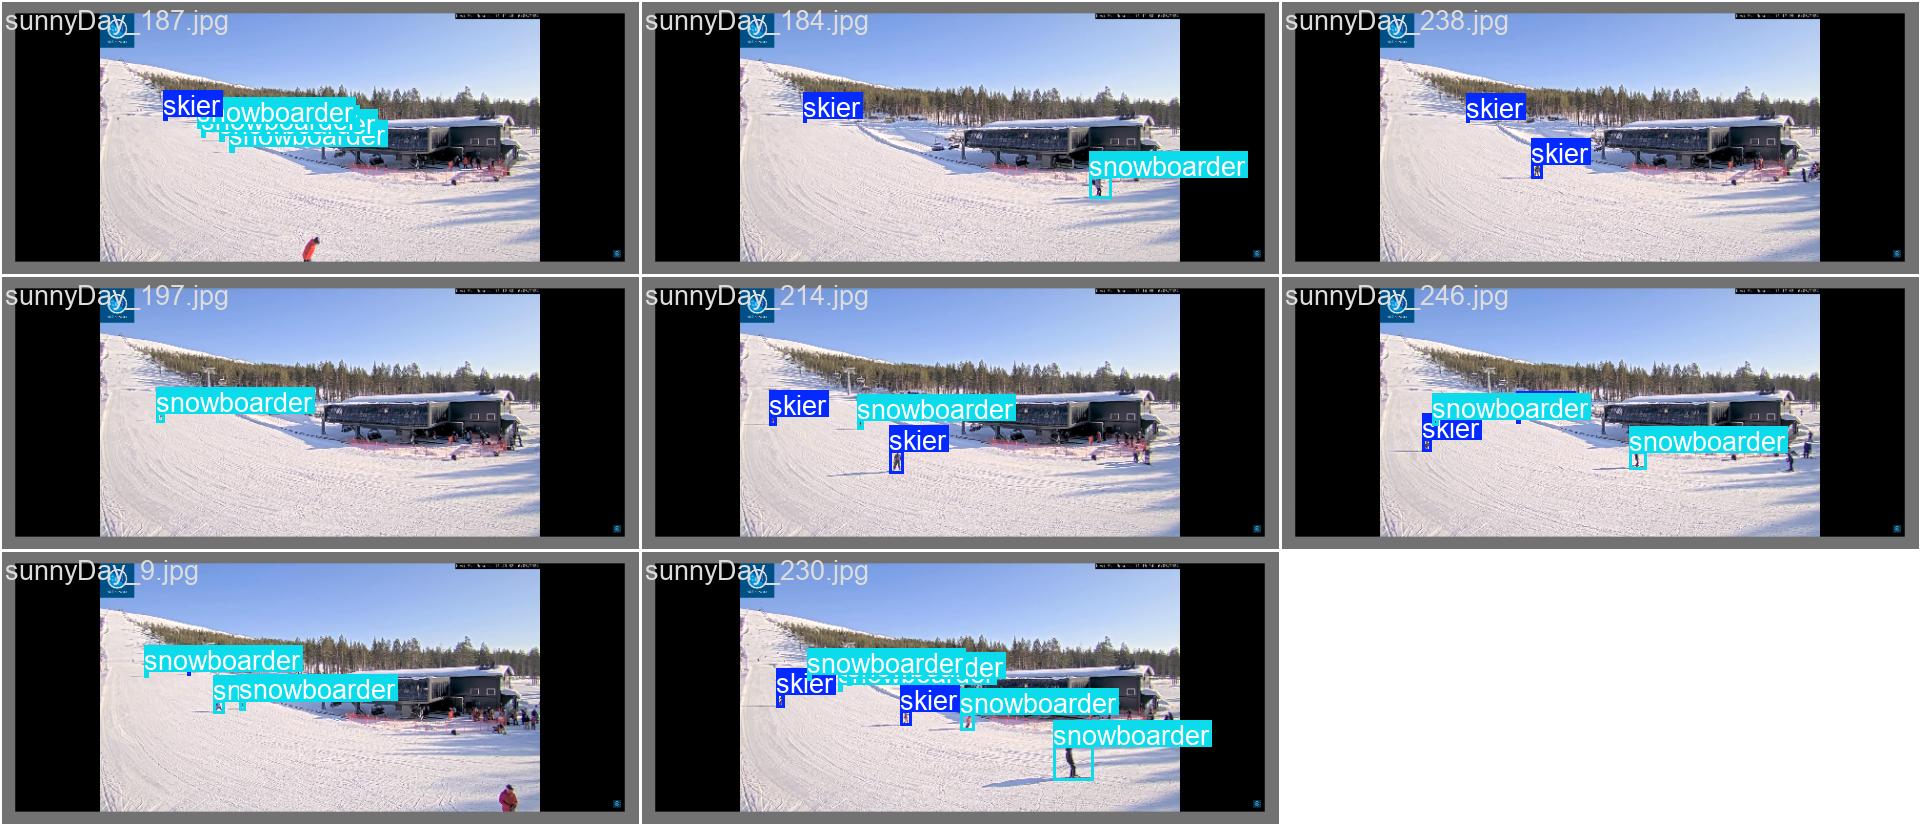 sunnyDay_187.jpg
skier
snowboarder
snowboarder
sunnyDay_184.jpg
skier
snowboarder
sunnyDay_238.jpg
skier
skier
sunnyDay_197.jpg
snowboarder
sunnyDay_214.jpg
skier
snowboarder
skier
sunnyDay_246.jpg
snowboarder
skier
snowboarder
sunnyDay_9.jpg
snowboarder
snowboarder
sunnyDay_230.jpg
snowboarder
skier
skier
snowboarder
snowboarder